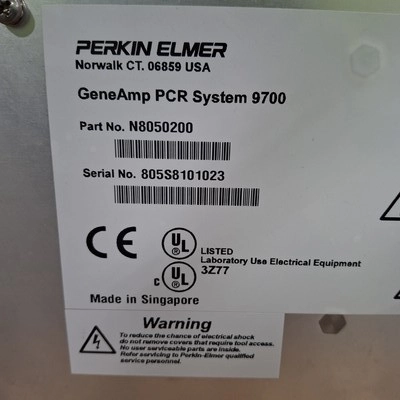 PERKIN ELMER
Norwalk CT. 06859 USA
GeneAmp PCR System 9700
Part No. N8050200
Serial No. 805S8101023
CE
UL
LISTED
Laboratory Use Electrical Equipment
3Z77
C UL
Made in Singapore
Warning
To reduce the chance of electrical shock
do not remove covers that require tool access.
No user serviceable parts are inside.
Refer servicing to Perkin-Elmer qualified
service personnel.